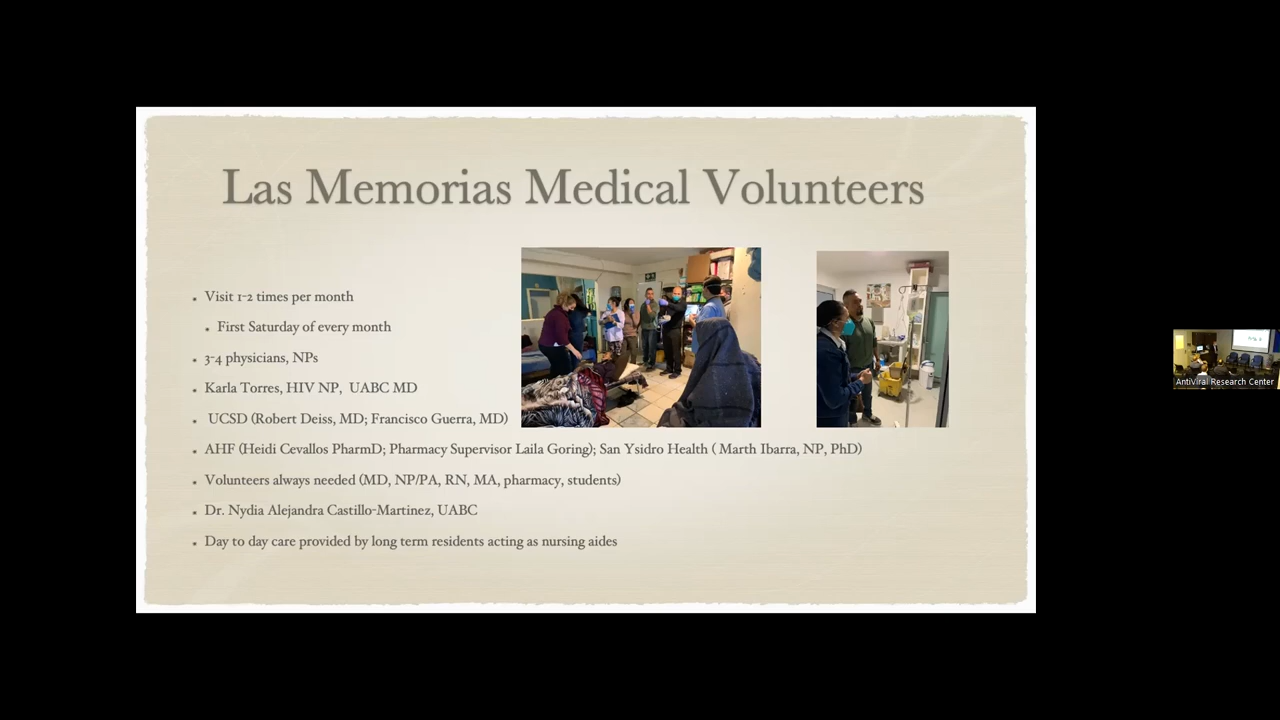 Las Memorias Medical Volunteers
Visit 1-2 times per month
First Saturday of every month
3-4 physicians, NPs
Karla Torres, HIV NP, UABC MD
UCSD (Robert Deiss, MD; Francisco Guerra, MD)
AHF (Heidi Cevallos PharmD; Pharmacy Supervisor Laila Goring); San Ysidro Health ( Marth Ibarra, NP, PhD)
Volunteers always needed (MD, NP/PA, RN, MA, pharmacy, students)
Dr. Nydia Alejandra Castillo-Martinez, UABC
Day to day care provided by long term residents acting as nursing aides
AntiViral Research Center